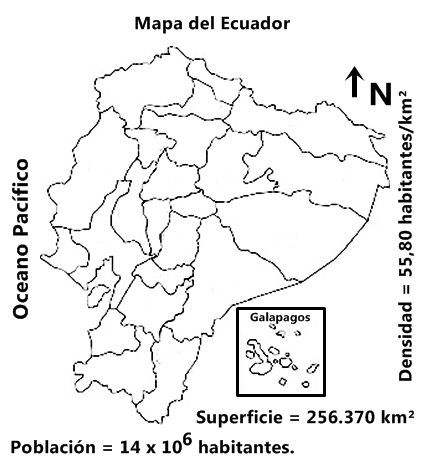 Mapa del Ecuador
N
Oceano Pacífico
Densidad = 55,80 habitantes/km²
Galapagos
Superficie = 256.370 km²
Población = 14 x 10⁶ habitantes.